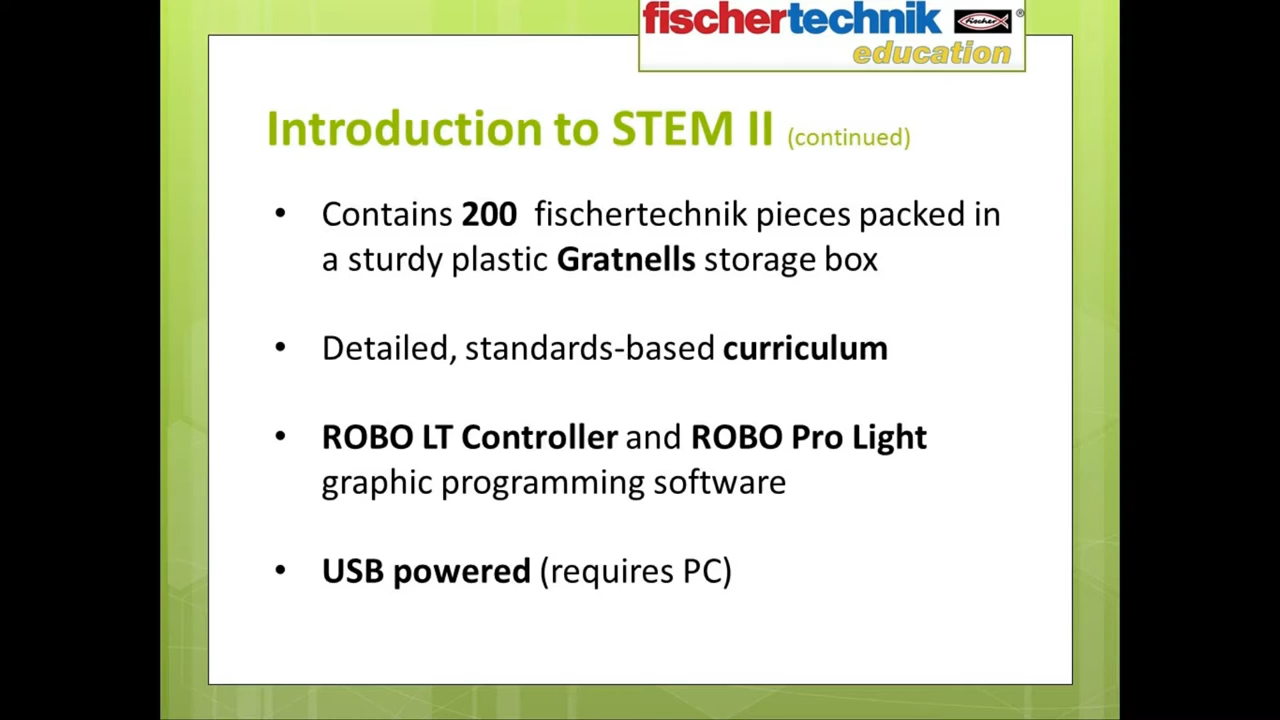 fischertechnik fischer ®
education
Introduction to STEM II (continued)
• Contains 200 fischertechnik pieces packed in
a sturdy plastic Gratnells storage box
• Detailed, standards-based curriculum
• ROBO LT Controller and ROBO Pro Light
graphic programming software
• USB powered (requires PC)